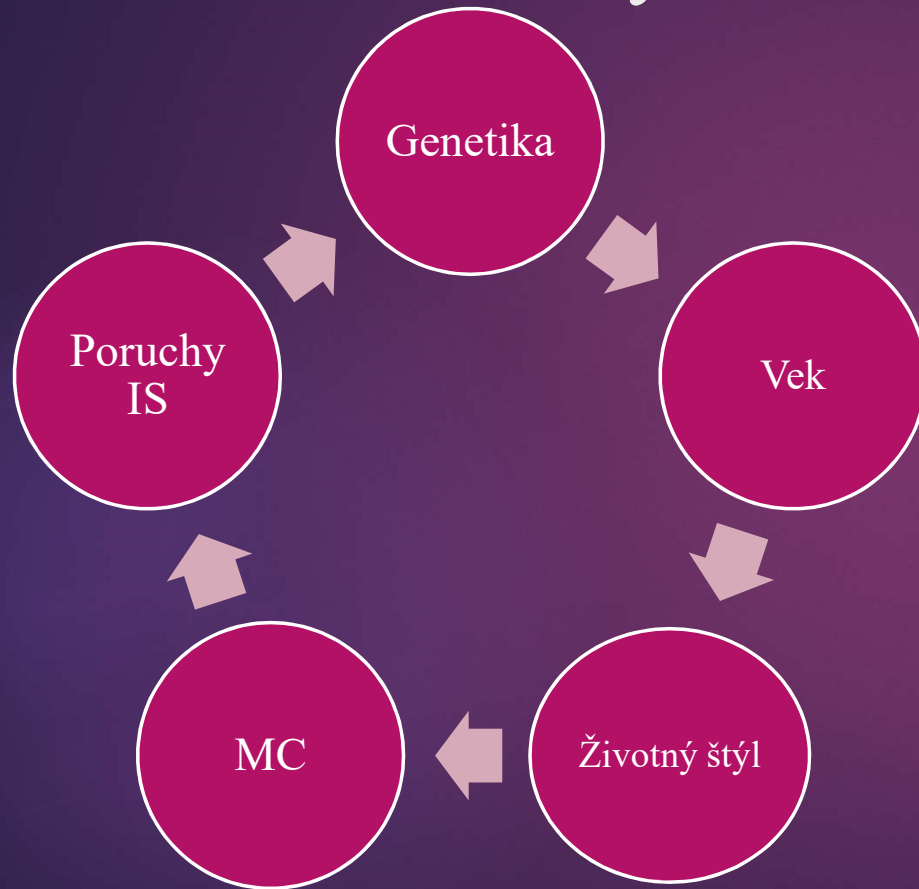 Genetika
Vek
Životný štýl
MC
Poruchy
IS